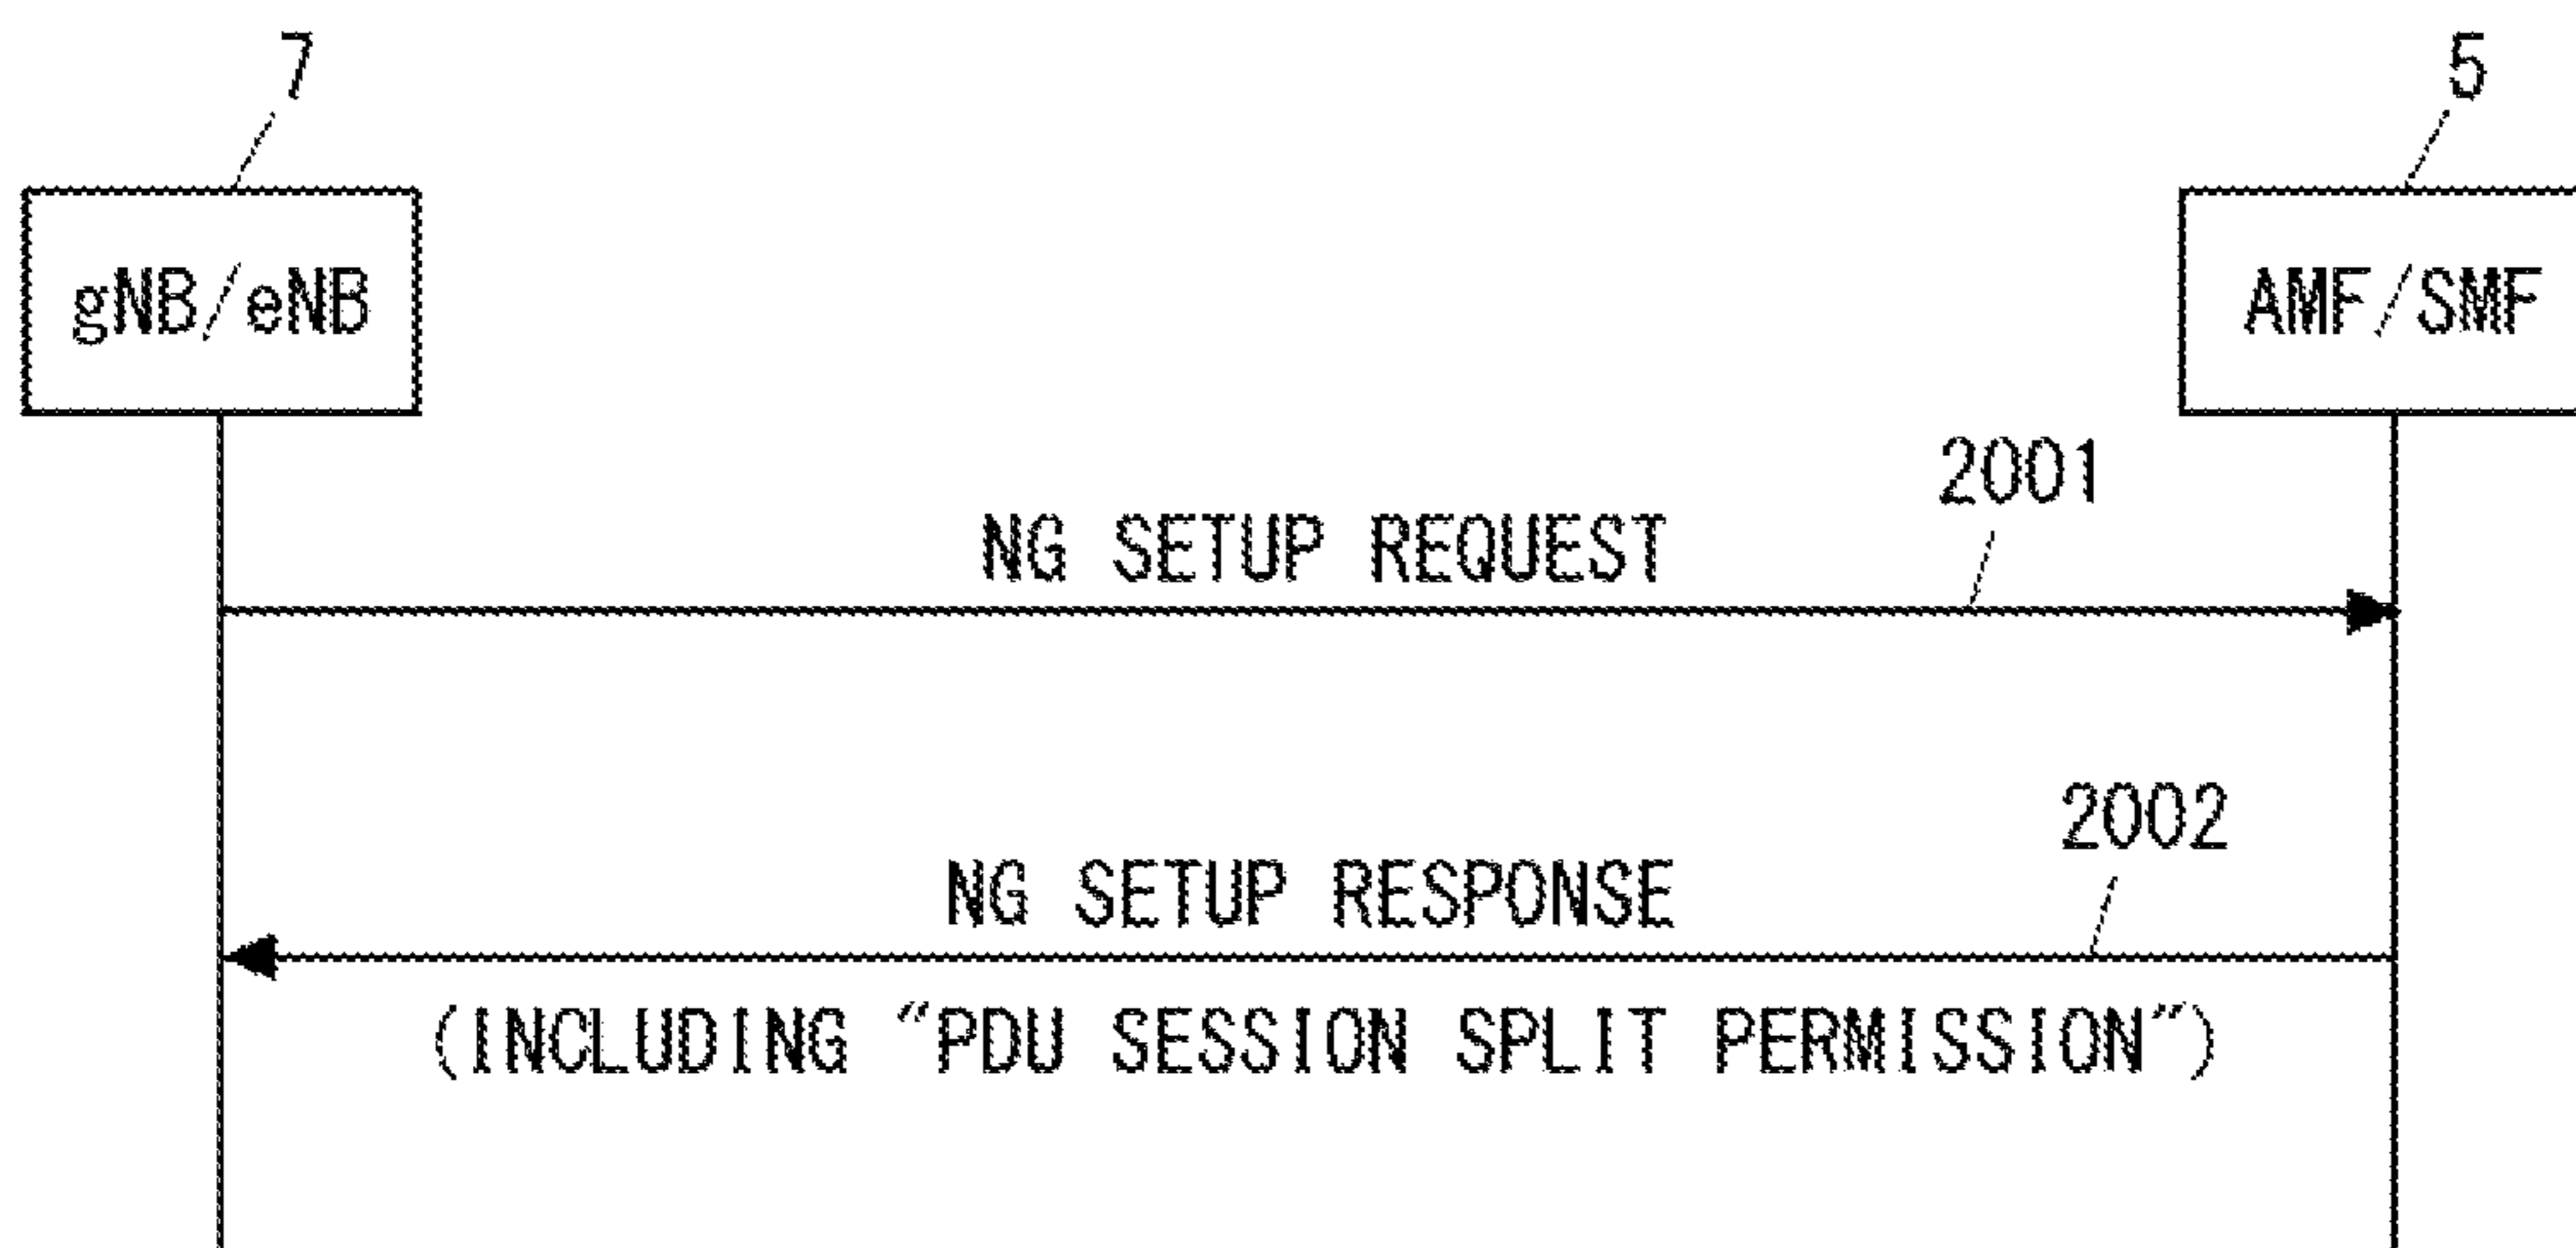 7
5
gNB/eNB
AMF/SMF
2001
NG SETUP REQUEST
2002
NG SETUP RESPONSE
(INCLUDING "PDU SESSION SPLIT PERMISSION")